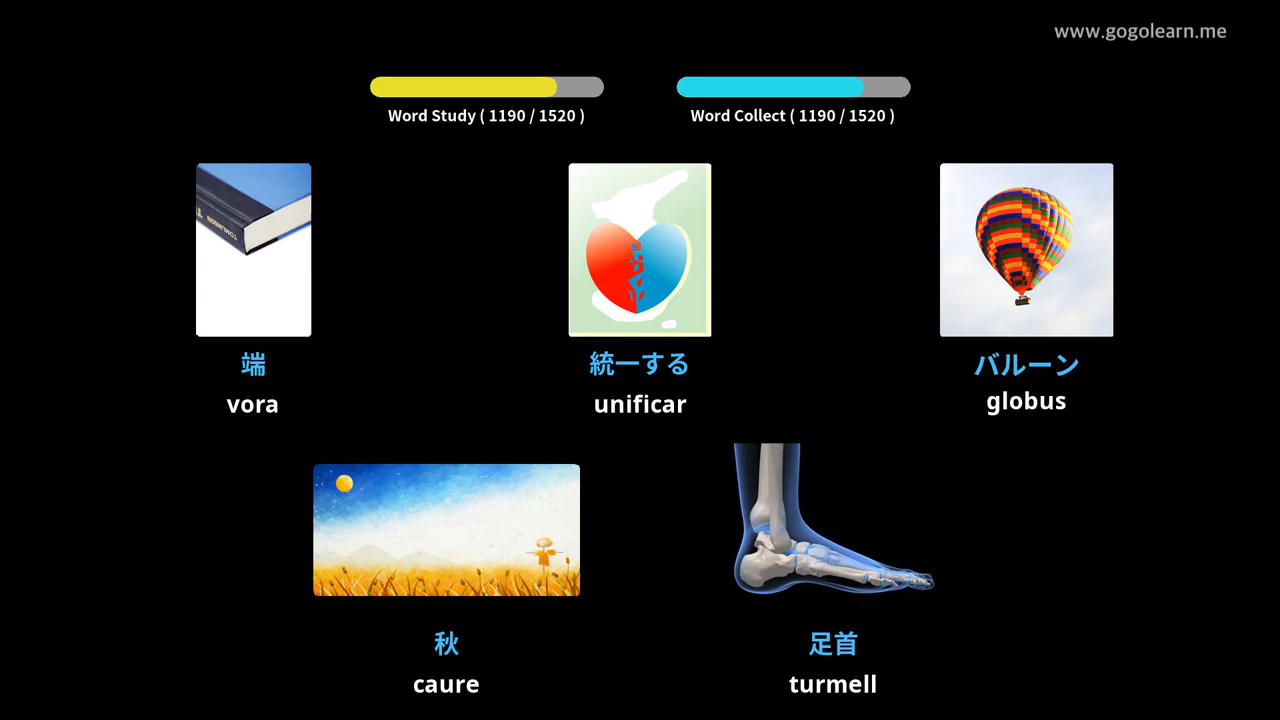 www.gogolearn.me
Word Study ( 1190 / 1520 )
Word Collect ( 1190 / 1520 )
TOMLINSON
端
統一する
バルーン
vora
unificar
globus
秋
足首
caure
turmell